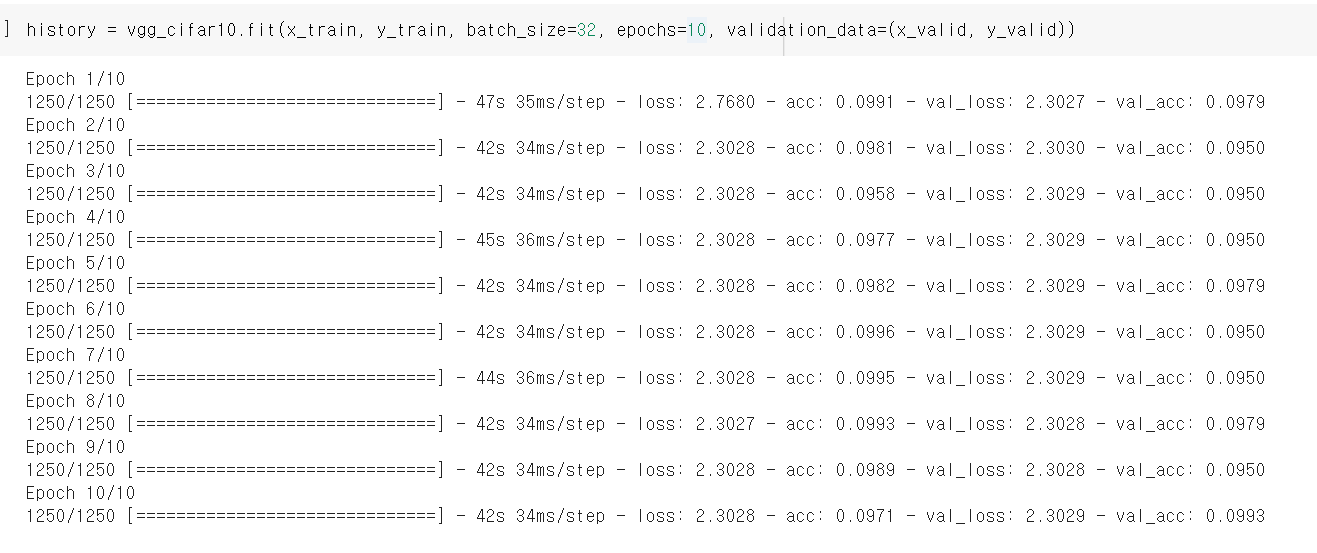 ] history = vgg_cifar10.fit(x_train, y_train, batch_size=32, epochs=10, validation_data=(x_valid, y_valid))
Epoch 1/10
1250/1250 [==============================] - 47s 35ms/step - loss: 2.7680 - acc: 0.0991 - val_loss: 2.3027 - val_acc: 0.0979
Epoch 2/10
1250/1250 [==============================] - 42s 34ms/step - loss: 2.3028 - acc: 0.0981 - val_loss: 2.3030 - val_acc: 0.0950
Epoch 3/10
1250/1250 [==============================] - 42s 34ms/step - loss: 2.3028 - acc: 0.0958 - val_loss: 2.3029 - val_acc: 0.0950
Epoch 4/10
1250/1250 [==============================] - 45s 36ms/step - loss: 2.3028 - acc: 0.0977 - val_loss: 2.3029 - val_acc: 0.0950
Epoch 5/10
1250/1250 [==============================] - 42s 34ms/step - loss: 2.3028 - acc: 0.0982 - val_loss: 2.3029 - val_acc: 0.0979
Epoch 6/10
1250/1250 [==============================] - 42s 34ms/step - loss: 2.3028 - acc: 0.0996 - val_loss: 2.3029 - val_acc: 0.0950
Epoch 7/10
1250/1250 [==============================] - 44s 36ms/step - loss: 2.3028 - acc: 0.0995 - val_loss: 2.3029 - val_acc: 0.0950
Epoch 8/10
1250/1250 [==============================] - 42s 34ms/step - loss: 2.3027 - acc: 0.0993 - val_loss: 2.3028 - val_acc: 0.0979
Epoch 9/10
1250/1250 [==============================] - 42s 34ms/step - loss: 2.3028 - acc: 0.0989 - val_loss: 2.3028 - val_acc: 0.0950
Epoch 10/10
1250/1250 [==============================] - 42s 34ms/step - loss: 2.3028 - acc: 0.0971 - val_loss: 2.3029 - val_acc: 0.0993